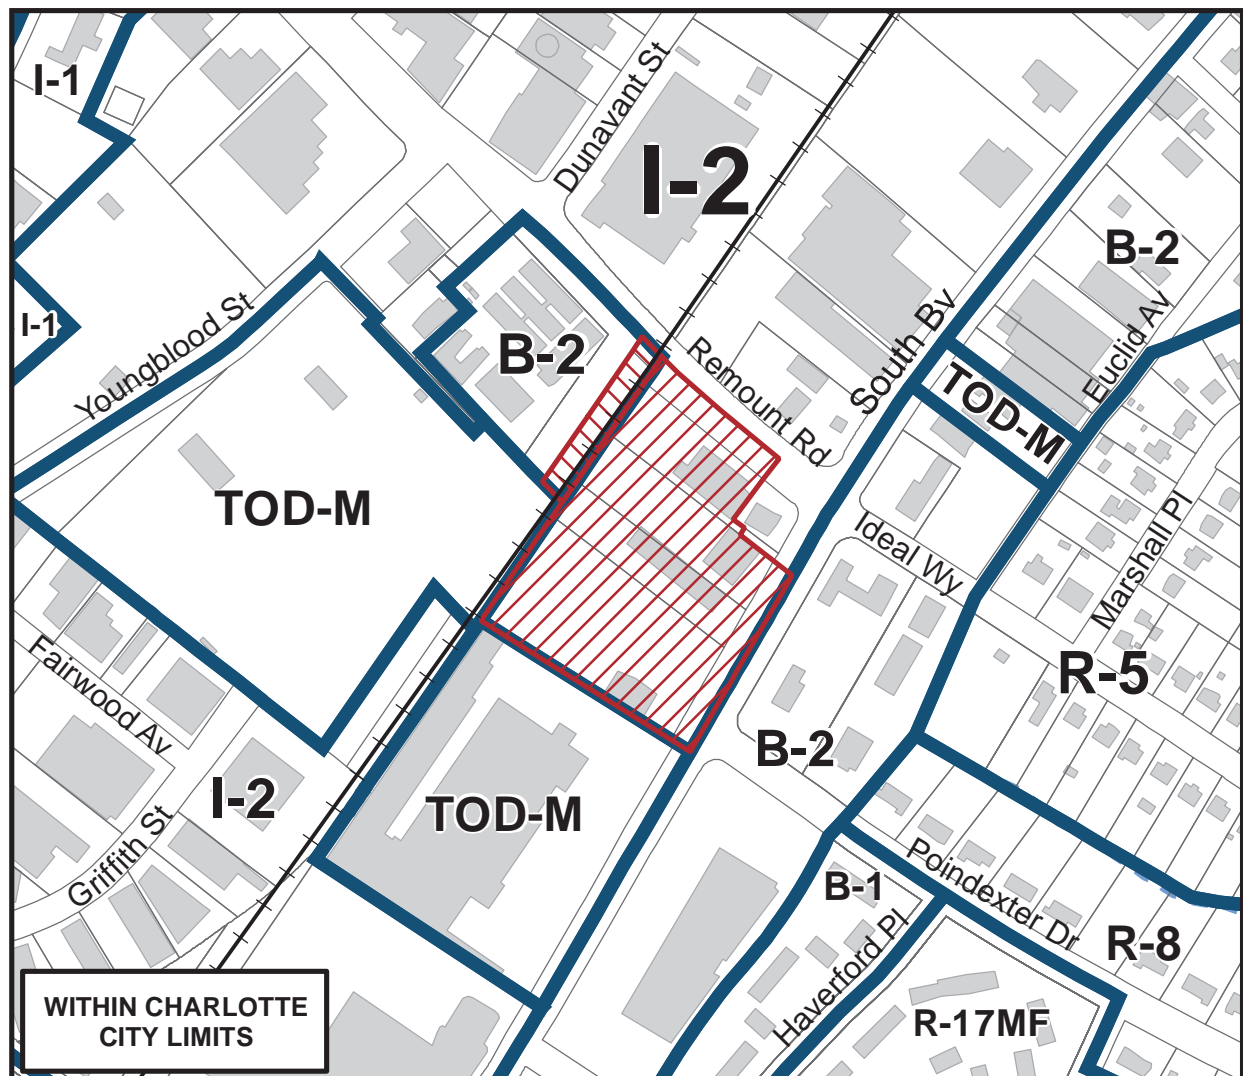 I-1
Dunavant St
I-2
B-2
I-1
Youngblood St
B-2
Remount Rd
South Bv
Euclid Av
TOD-M
TOD-M
Ideal Wy
Marshall Pl
Fairwood Av
R-5
B-2
I-2
TOD-M
Griffith St
B-1
Poindexter Dr
R-8
Haverford Pl
R-17MF
WITHIN CHARLOTTE
CITY LIMITS